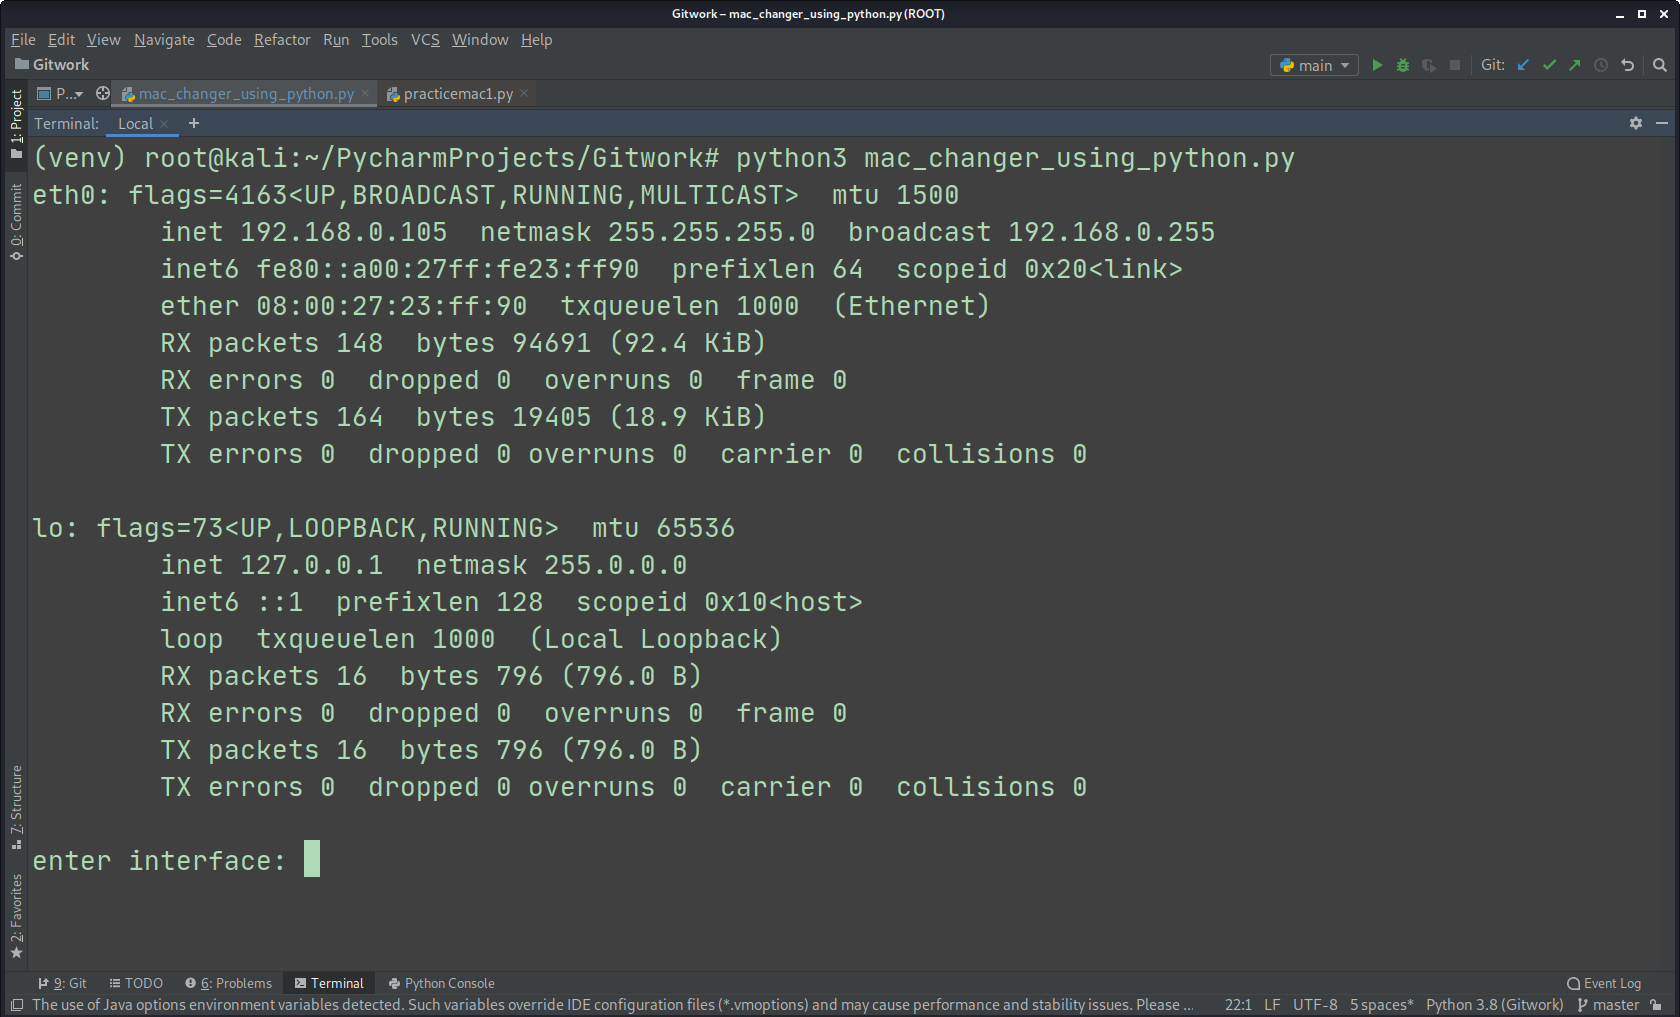 Gitwork – mac_changer_using_python.py (ROOT)
File Edit View Navigate Code Refactor Run Tools VCS Window Help
Gitwork main Git:
P... mac_changer_using_python.py practicemac1.py
Terminal: Local +
1: Project
0: Commit
7: Structure
2: Favorites
(venv) root@kali:~/PycharmProjects/Gitwork# python3 mac_changer_using_python.py
eth0: flags=4163<UP,BROADCAST,RUNNING,MULTICAST>  mtu 1500
        inet 192.168.0.105  netmask 255.255.255.0  broadcast 192.168.0.255
        inet6 fe80::a00:27ff:fe23:ff90  prefixlen 64  scopeid 0x20<link>
        ether 08:00:27:23:ff:90  txqueuelen 1000  (Ethernet)
        RX packets 148  bytes 94691 (92.4 KiB)
        RX errors 0  dropped 0  overruns 0  frame 0
        TX packets 164  bytes 19405 (18.9 KiB)
        TX errors 0  dropped 0 overruns 0  carrier 0  collisions 0
lo: flags=73<UP,LOOPBACK,RUNNING>  mtu 65536
        inet 127.0.0.1  netmask 255.0.0.0
        inet6 ::1  prefixlen 128  scopeid 0x10<host>
        loop  txqueuelen 1000  (Local Loopback)
        RX packets 16  bytes 796 (796.0 B)
        RX errors 0  dropped 0  overruns 0  frame 0
        TX packets 16  bytes 796 (796.0 B)
        TX errors 0  dropped 0 overruns 0  carrier 0  collisions 0
enter interface:
9: Git TODO 6: Problems Terminal Python Console Event Log
The use of Java options environment variables detected. Such variables override IDE configuration files (*.vmoptions) and may cause performance and stability issues. Please ... 22:1 LF UTF-8 5 spaces* Python 3.8 (Gitwork) master